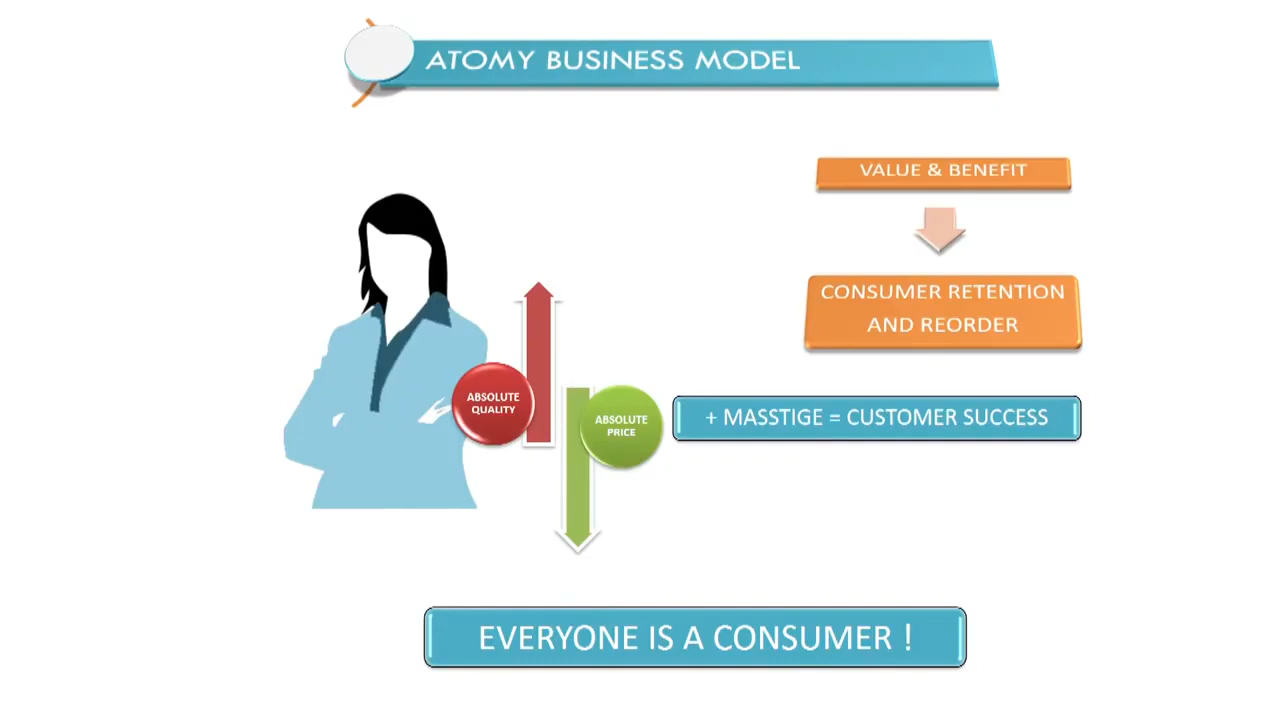 ATOMY BUSINESS MODEL
VALUE & BENEFIT
CONSUMER RETENTION
AND REORDER
ABSOLUTE
QUALITY
ABSOLUTE
PRICE
+ MASSTIGE = CUSTOMER SUCCESS
EVERYONE IS A CONSUMER !